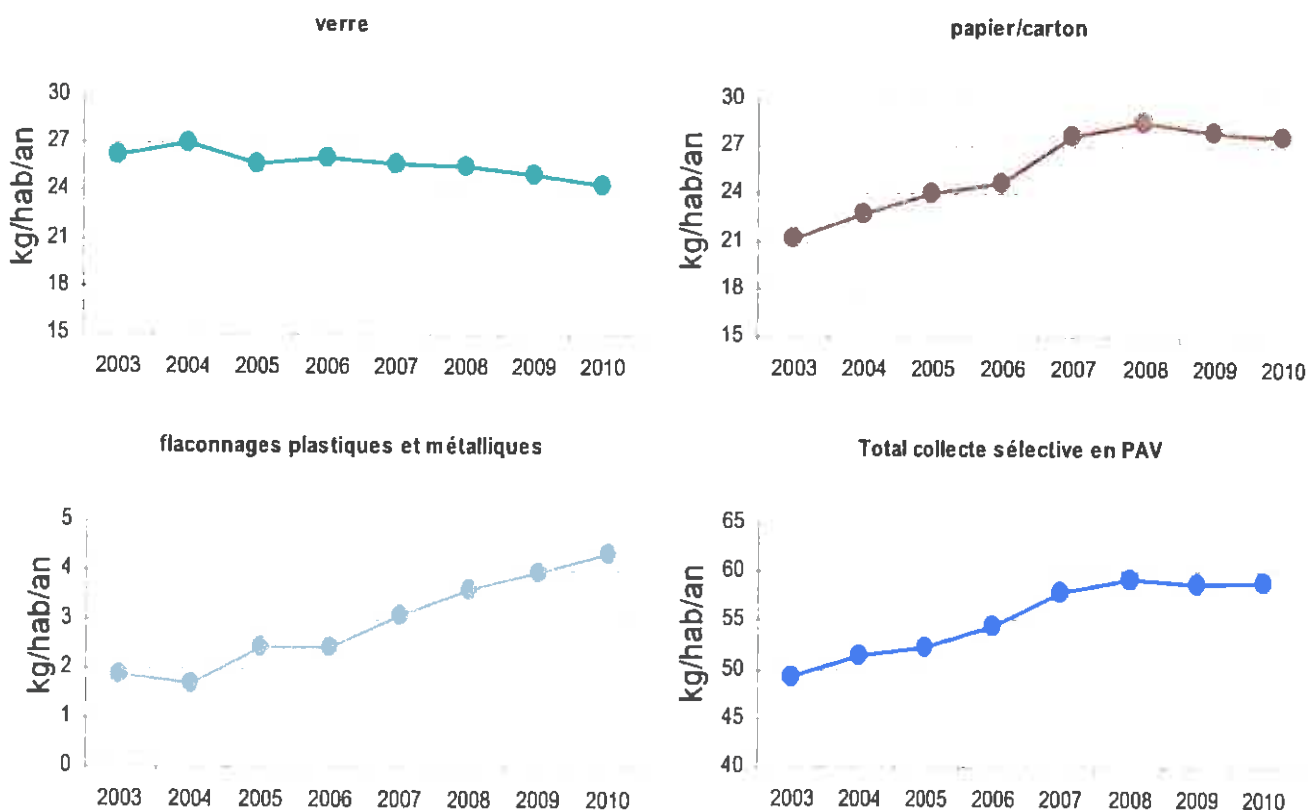 verre
kg/hab/an
30
27
24
21
18
15
2003 2004 2005 2006 2007 2008 2009 2010
papier/carton
kg/hab/an
30
27
24
21
18
15
2003 2004 2005 2006 2007 2008 2009 2010
flaconnages plastiques et métalliques
kg/hab/an
5
4
3
2
1
0
2003 2004 2005 2006 2007 2008 2009 2010
Total collecte sélective en PAV
kg/hab/an
65
60
55
50
45
40
2003 2004 2005 2006 2007 2008 2009 2010